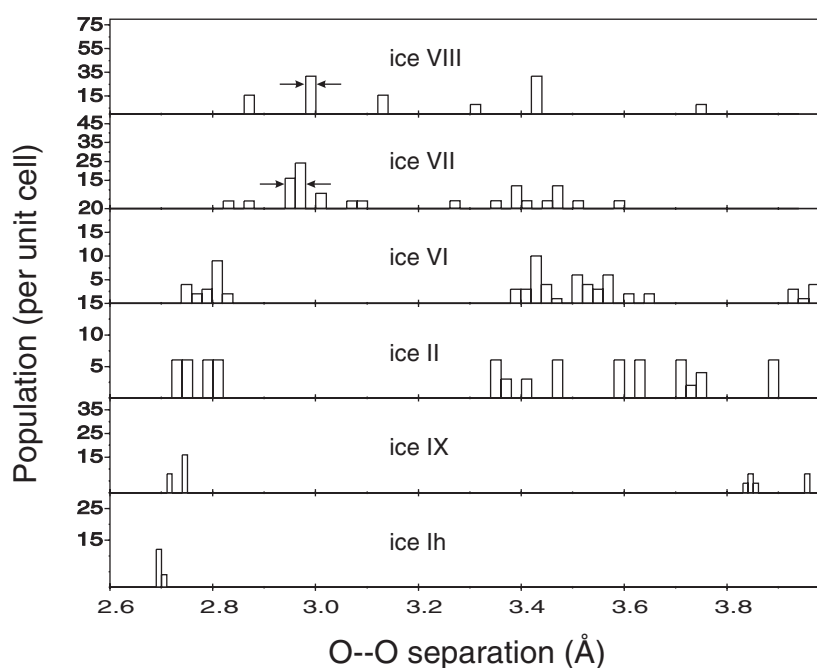 75
55
35
15
ice VIII
45
25
15
20
ice VII
15
10
5
15
ice VI
10
5
ice II
35
25
15
ice IX
25
15
ice Ih
2.6 2.8 3.0 3.2 3.4 3.6 3.8
O--O separation (Å)
Population (per unit cell)